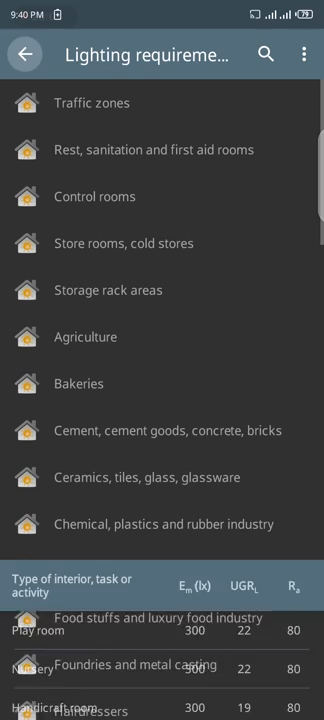 9:40 PM
79
Lighting requireme...
Traffic zones
Rest, sanitation and first aid rooms
Control rooms
Store rooms, cold stores
Storage rack areas
Agriculture
Bakeries
Cement, cement goods, concrete, bricks
Ceramics, tiles, glass, glassware
Chemical, plastics and rubber industry
Type of interior, task or activity Em (lx) UGRL Ra
Food stuffs and luxury food industry
Play room 300 22 80
Foundries and metal casting
Nursery 300 22 80
Handicraft room 300 19 80
Hairdressers